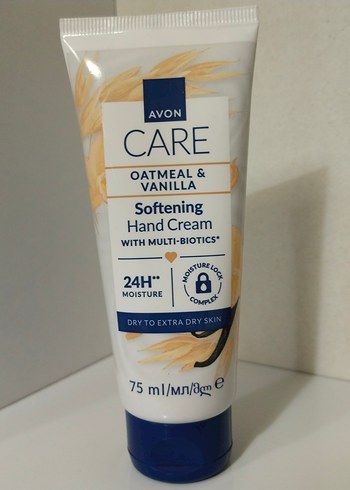 AVON
CARE
OATMEAL &
VANILLA
Softening
Hand Cream
WITH MULTI-BIOTICS*
24H**
MOISTURE
MOISTURE LOCK
COMPLEX
DRY TO EXTRA DRY SKIN
75 ml/мл/მლ ℮